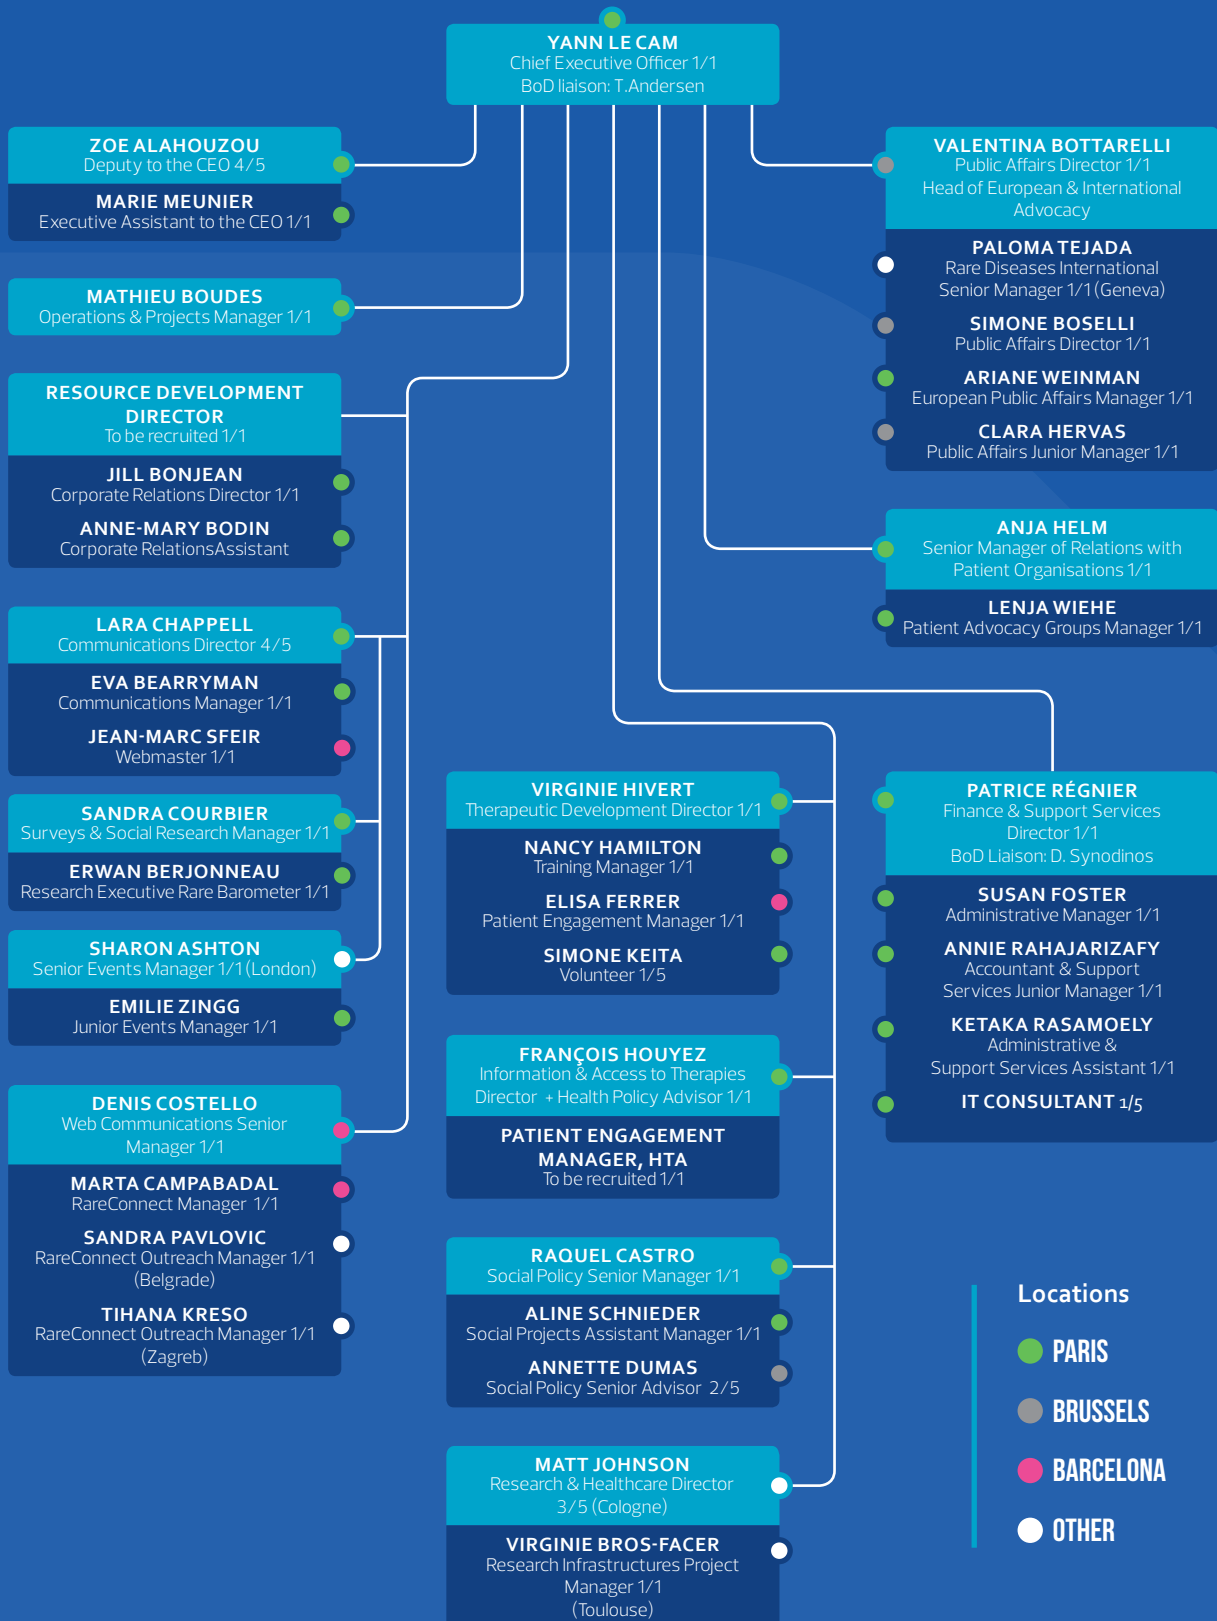 YANN LE CAM
Chief Executive Officer 1/1
BoD liaison: T.Andersen
ZOE ALAHOUZOU
Deputy to the CEO 4/5
MARIE MEUNIER
Executive Assistant to the CEO 1/1
MATHIEU BOUDES
Operations & Projects Manager 1/1
RESOURCE DEVELOPMENT
DIRECTOR
To be recruited 1/1
JILL BONJEAN
Corporate Relations Director 1/1
ANNE-MARY BODIN
Corporate RelationsAssistant
LARA CHAPPELL
Communications Director 4/5
EVA BEARRYMAN
Communications Manager 1/1
JEAN-MARC SFEIR
Webmaster 1/1
SANDRA COURBIER
Surveys & Social Research Manager 1/1
ERWAN BERJONNEAU
Research Executive Rare Barometer 1/1
SHARON ASHTON
Senior Events Manager 1/1 (London)
EMILIE ZINGG
Junior Events Manager 1/1
DENIS COSTELLO
Web Communications Senior
Manager 1/1
MARTA CAMPABADAL
RareConnect Manager 1/1
SANDRA PAVLOVIC
RareConnect Outreach Manager 1/1
(Belgrade)
TIHANA KRESO
RareConnect Outreach Manager 1/1
(Zagreb)
VIRGINIE HIVERT
Therapeutic Development Director 1/1
NANCY HAMILTON
Training Manager 1/1
ELISA FERRER
Patient Engagement Manager 1/1
SIMONE KEITA
Volunteer 1/5
FRANÇOIS HOUYEZ
Information & Access to Therapies
Director + Health Policy Advisor 1/1
PATIENT ENGAGEMENT
MANAGER, HTA
To be recruited 1/1
RAQUEL CASTRO
Social Policy Senior Manager 1/1
ALINE SCHNIEDER
Social Projects Assistant Manager 1/1
ANNETTE DUMAS
Social Policy Senior Advisor 2/5
MATT JOHNSON
Research & Healthcare Director
3/5 (Cologne)
VIRGINIE BROS-FACER
Research Infrastructures Project
Manager 1/1
(Toulouse)
VALENTINA BOTTARELLI
Public Affairs Director 1/1
Head of European & International
Advocacy
PALOMA TEJADA
Rare Diseases International
Senior Manager 1/1 (Geneva)
SIMONE BOSELLI
Public Affairs Director 1/1
ARIANE WEINMAN
European Public Affairs Manager 1/1
CLARA HERVAS
Public Affairs Junior Manager 1/1
ANJA HELM
Senior Manager of Relations with
Patient Organisations 1/1
LENJA WIEHE
Patient Advocacy Groups Manager 1/1
PATRICE RÉGNIER
Finance & Support Services
Director 1/1
BoD Liaison: D. Synodinos
SUSAN FOSTER
Administrative Manager 1/1
ANNIE RAHAJARIZAFY
Accountant & Support
Services Junior Manager 1/1
KETAKA RASAMOELY
Administrative &
Support Services Assistant 1/1
IT CONSULTANT 1/5
Locations
PARIS
BRUSSELS
BARCELONA
OTHER